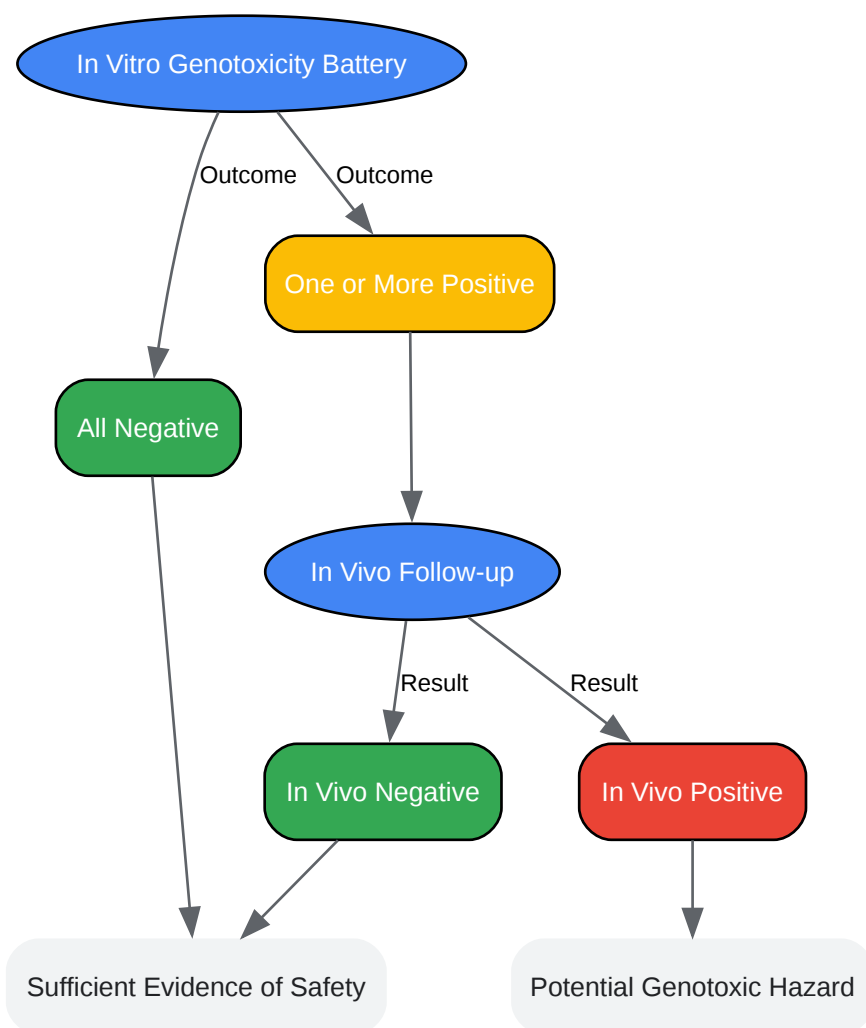 In Vitro Genotoxicity Battery
Outcome
Outcome
One or More Positive
All Negative
In Vivo Follow-up
Result
Result
In Vivo Negative
In Vivo Positive
Sufficient Evidence of Safety
Potential Genotoxic Hazard